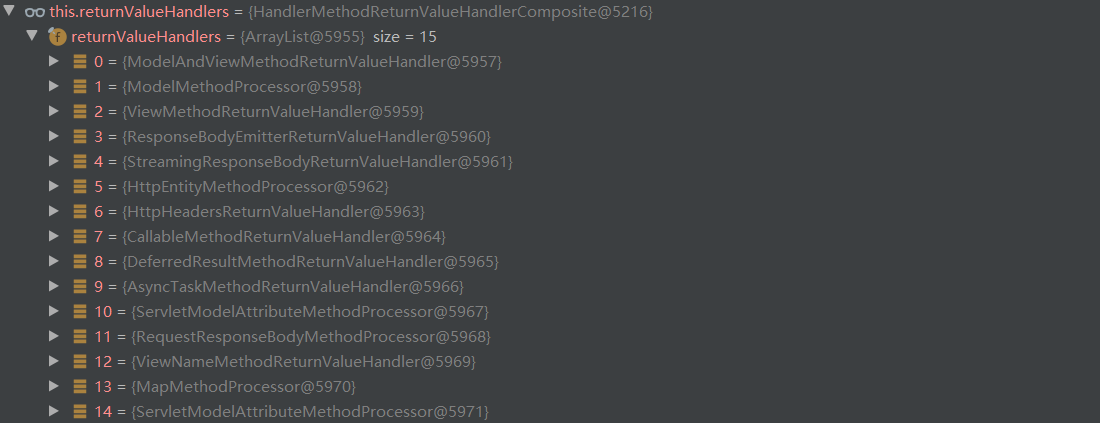 this.returnValueHandlers = {HandlerMethodReturnValueHandlerComposite@5216}
f returnValueHandlers = {ArrayList@5955} size = 15
0 = {ModelAndViewMethodReturnValueHandler@5957}
1 = {ModelMethodProcessor@5958}
2 = {ViewMethodReturnValueHandler@5959}
3 = {ResponseBodyEmitterReturnValueHandler@5960}
4 = {StreamingResponseBodyReturnValueHandler@5961}
5 = {HttpEntityMethodProcessor@5962}
6 = {HttpHeadersReturnValueHandler@5963}
7 = {CallableMethodReturnValueHandler@5964}
8 = {DeferredResultMethodReturnValueHandler@5965}
9 = {AsyncTaskMethodReturnValueHandler@5966}
10 = {ServletModelAttributeMethodProcessor@5967}
11 = {RequestResponseBodyMethodProcessor@5968}
12 = {ViewNameMethodReturnValueHandler@5969}
13 = {MapMethodProcessor@5970}
14 = {ServletModelAttributeMethodProcessor@5971}